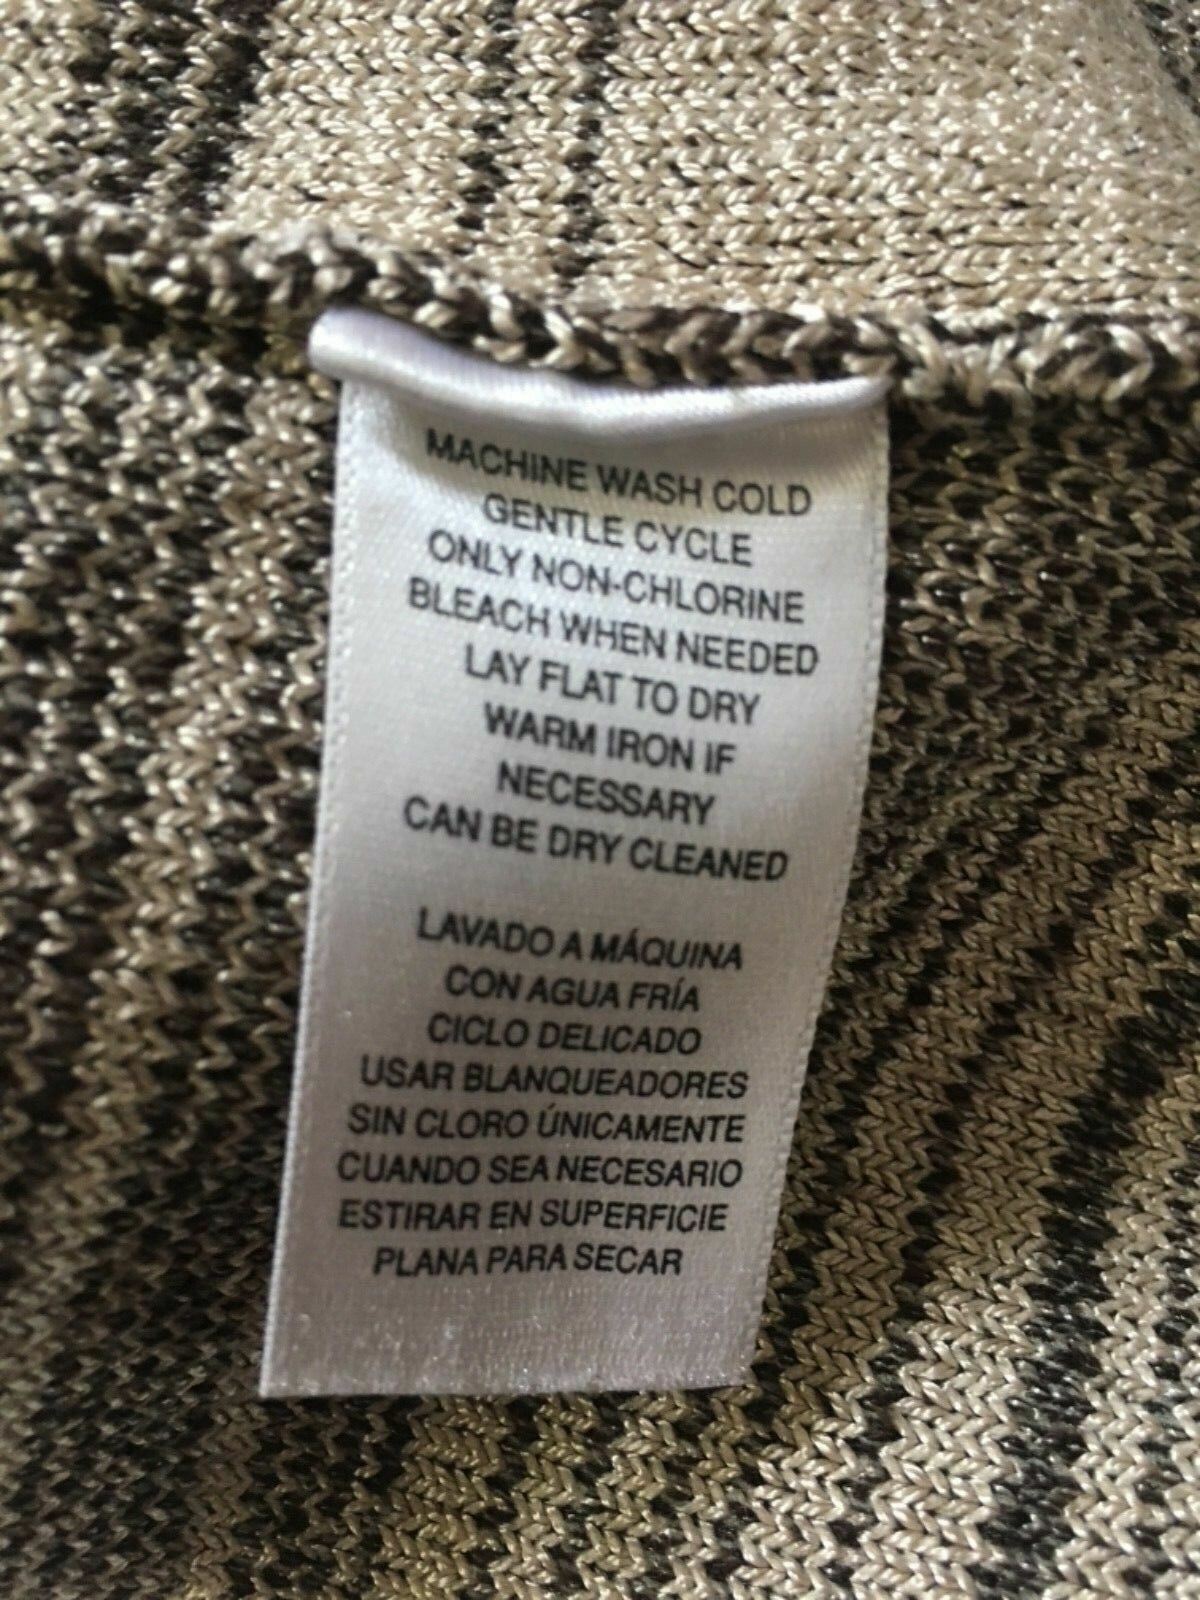 MACHINE WASH COLD
GENTLE CYCLE
ONLY NON-CHLORINE
BLEACH WHEN NEEDED
LAY FLAT TO DRY
WARM IRON IF
NECESSARY
CAN BE DRY CLEANED
LAVADO A MÁQUINA
CON AGUA FRÍA
CICLO DELICADO
USAR BLANQUEADORES
SIN CLORO ÚNICAMENTE
CUANDO SEA NECESARIO
ESTIRAR EN SUPERFICIE
PLANA PARA SECAR